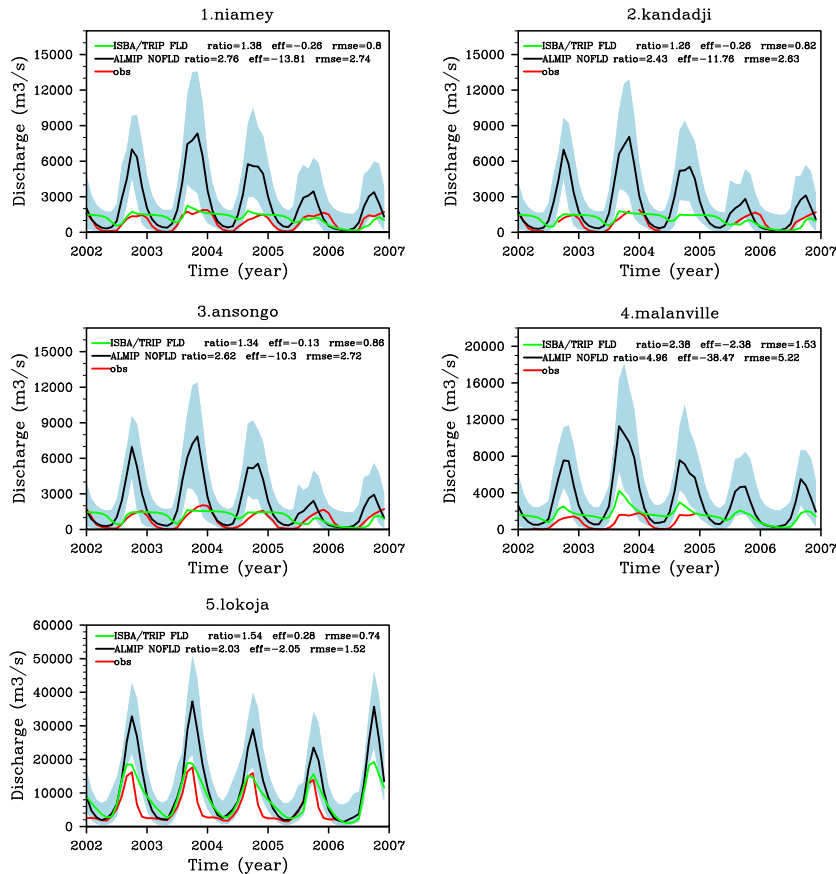 1.niamey
ISBA/TRIP FLD ratio=1.38 eff=-0.26 rmse=0.8
ALMIP NOFLD ratio=2.76 eff=-13.81 rmse=2.74
obs
Discharge (m3/s)
15000
12000
9000
6000
3000
0
2002 2003 2004 2005 2006 2007
Time (year)
2.kandadji
ISBA/TRIP FLD ratio=1.26 eff=-0.26 rmse=0.82
ALMIP NOFLD ratio=2.43 eff=-11.76 rmse=2.63
obs
Discharge (m3/s)
15000
12000
9000
6000
3000
0
2002 2003 2004 2005 2006 2007
Time (year)
3.ansongo
ISBA/TRIP FLD ratio=1.34 eff=-0.13 rmse=0.86
ALMIP NOFLD ratio=2.62 eff=-10.3 rmse=2.72
obs
Discharge (m3/s)
15000
12000
9000
6000
3000
0
2002 2003 2004 2005 2006 2007
Time (year)
4.malanville
ISBA/TRIP FLD ratio=2.38 eff=-2.38 rmse=1.53
ALMIP NOFLD ratio=4.96 eff=-38.47 rmse=5.22
obs
Discharge (m3/s)
20000
16000
12000
8000
4000
0
2002 2003 2004 2005 2006 2007
Time (year)
5.lokoja
ISBA/TRIP FLD ratio=1.54 eff=0.28 rmse=0.74
ALMIP NOFLD ratio=2.03 eff=-2.05 rmse=1.52
obs
Discharge (m3/s)
60000
50000
40000
30000
20000
10000
0
2002 2003 2004 2005 2006 2007
Time (year)